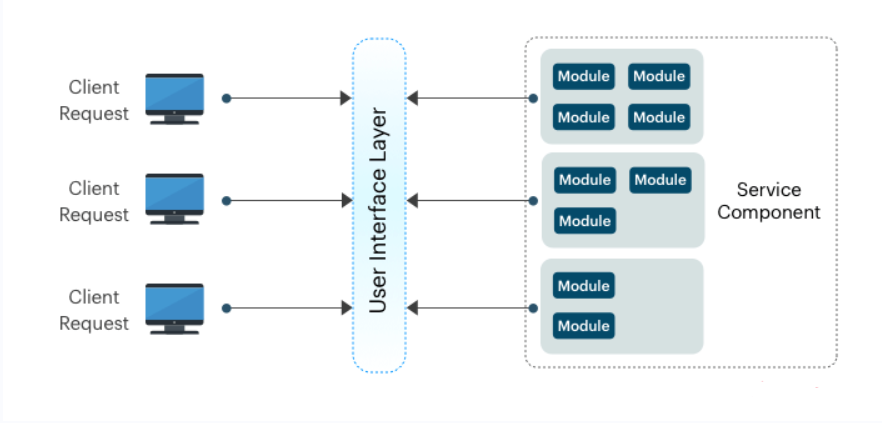 Client
Request
Client
Request
Client
Request
User Interface Layer
Module Module
Module Module
Module Module
Module
Module
Module
Service
Component